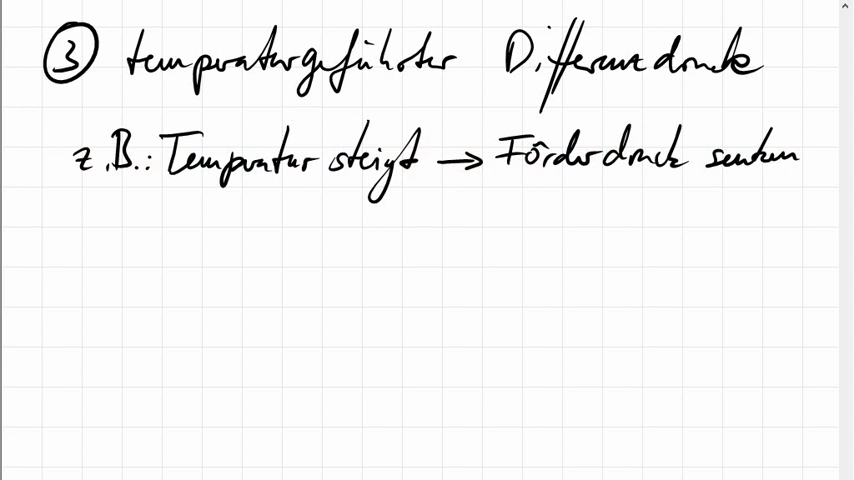 ③ temperaturgeführter Differenzdruck
z.B.: Temperatur steigt → Förderdruck senken